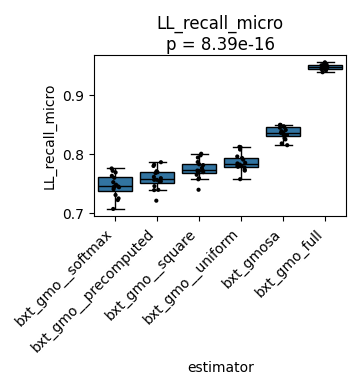 LL_recall_micro
p = 8.39e-16
LL_recall_micro
0.9
0.8
0.7
bxt_gmo__softmax
bxt_gmo__precomputed
bxt_gmo__square
bxt_gmo__uniform
bxt_gmosa
bxt_gmo_full
estimator